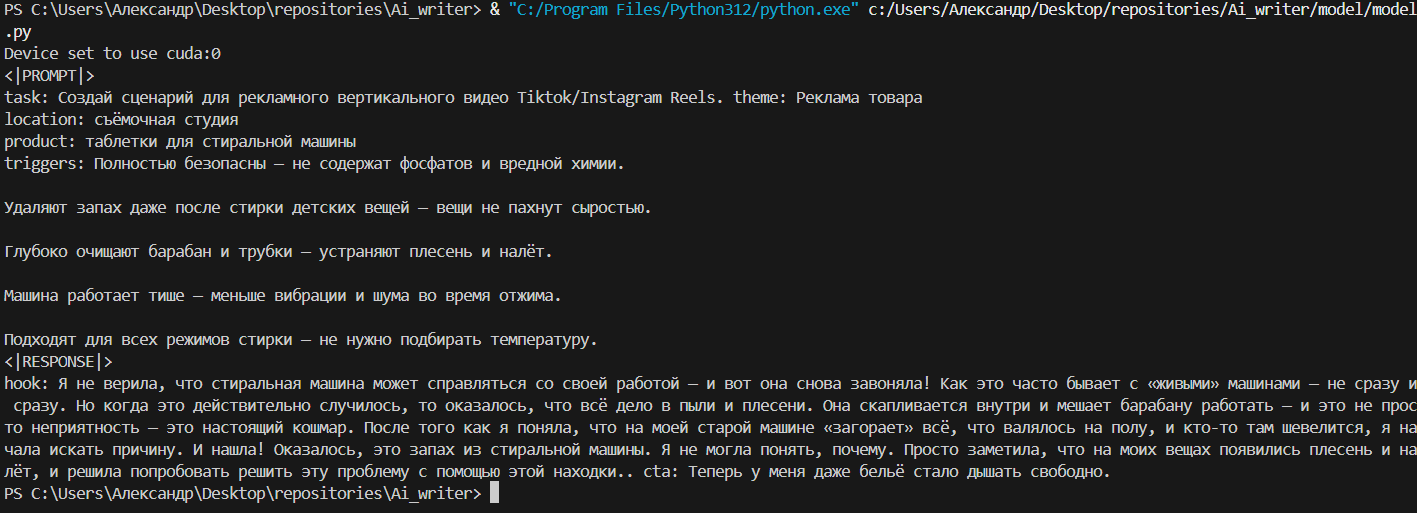 PS C:\Users\Александр\Desktop\repositories\Ai_writer> & "C:/Program Files/Python312/python.exe" c:/Users/Александр/Desktop/repositories/Ai_writer/model/model
.py
Device set to use cuda:0
<|PROMPT|>
task: Создай сценарий для рекламного вертикального видео Tiktok/Instagram Reels. theme: Реклама товара
location: съёмочная студия
product: таблетки для стиральной машины
triggers: Полностью безопасны — не содержат фосфатов и вредной химии.
Удаляют запах даже после стирки детских вещей — вещи не пахнут сыростью.
Глубоко очищают барабан и трубки — устраняют плесень и налёт.
Машина работает тише — меньше вибрации и шума во время отжима.
Подходят для всех режимов стирки — не нужно подбирать температуру.
<|RESPONSE|>
hook: Я не верила, что стиральная машина может справляться со своей работой — и вот она снова завоняла! Как это часто бывает с «живыми» машинами — не сразу и
сразу. Но когда это действительно случилось, то оказалось, что всё дело в пыли и плесени. Она скапливается внутри и мешает барабану работать — и это не прос
то неприятность — это настоящий кошмар. После того как я поняла, что на моей старой машине «загорает» всё, что валялось на полу, и кто-то там шевелится, я на
чала искать причину. И нашла! Оказалось, это запах из стиральной машины. Я не могла понять, почему. Просто заметила, что на моих вещах появились плесень и на
лёт, и решила попробовать решить эту проблему с помощью этой находки.. cta: Теперь у меня даже бельё стало дышать свободно.
PS C:\Users\Александр\Desktop\repositories\Ai_writer>